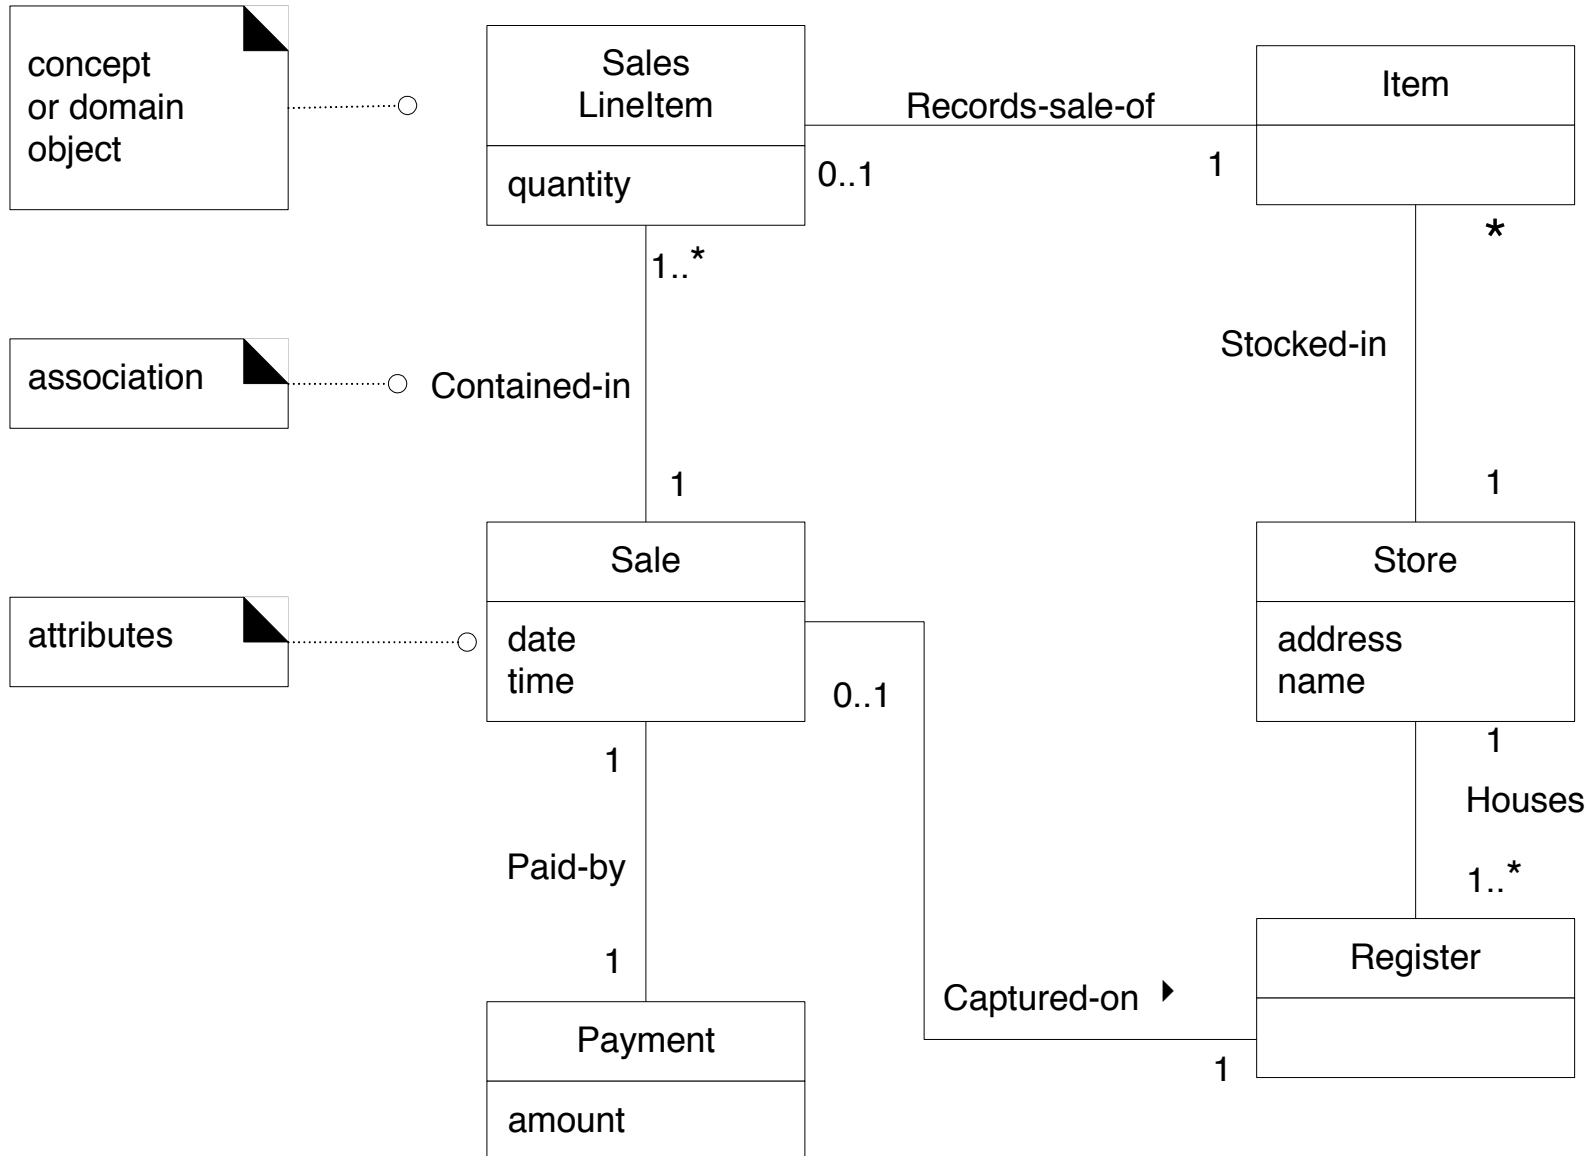 concept
or domain
object
Sales
LineItem
quantity
Records-sale-of
0..1
1
Item
*
1..*
association
Contained-in
Stocked-in
1
1
Sale
date
time
Store
address
name
attributes
0..1
1
1
Houses
Paid-by
1..*
1
Register
Captured-on
1
Payment
amount